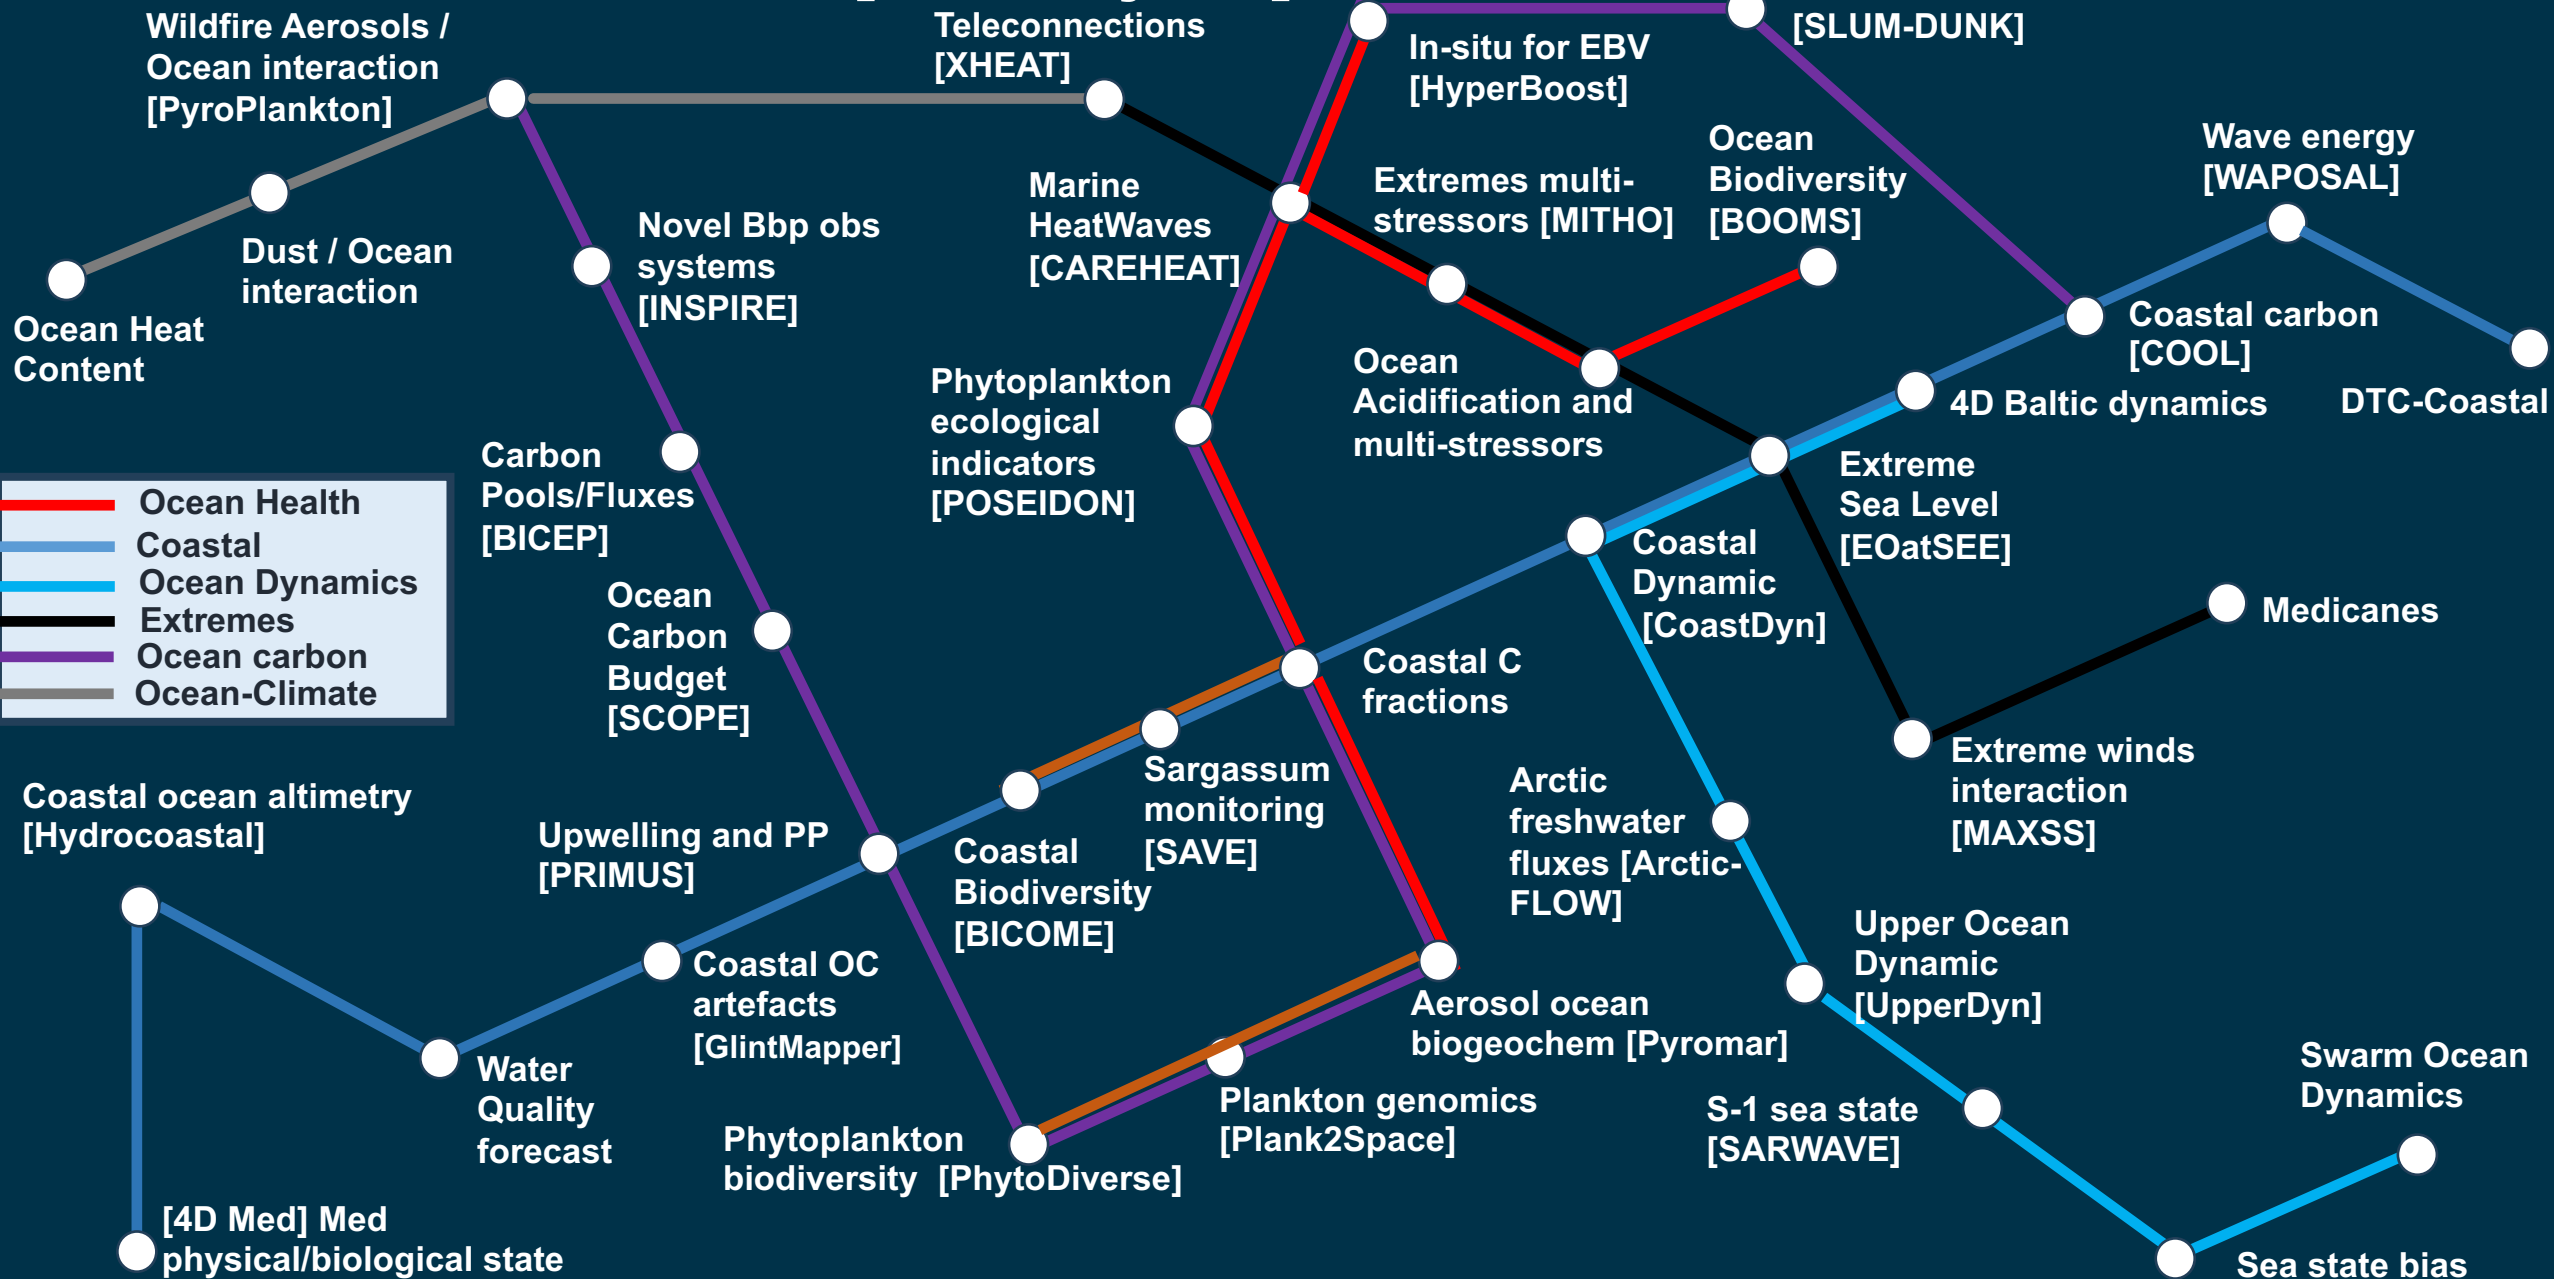 Wildfire Aerosols /
Ocean interaction
[PyroPlankton]
Teleconnections
[XHEAT]
In-situ for EBV
[HyperBoost]
[SLUM-DUNK]
Ocean
Biodiversity
[BOOMS]
Wave energy
[WAPOSAL]
Marine
HeatWaves
[CAREHEAT]
Extremes multi-
stressors [MITHO]
Novel Bbp obs
systems
[INSPIRE]
Dust / Ocean
interaction
Ocean Heat
Content
Coastal carbon
[COOL]
4D Baltic dynamics
DTC-Coastal
Phytoplankton
ecological
indicators
[POSEIDON]
Ocean
Acidification and
multi-stressors
Carbon
Pools/Fluxes
[BICEP]
Extreme
Sea Level
[EOatSEE]
Ocean Health
Coastal
Ocean Dynamics
Extremes
Ocean carbon
Ocean-Climate
Coastal
Dynamic
[CoastDyn]
Ocean
Carbon
Budget
[SCOPE]
Medicanes
Coastal C
fractions
Sargassum
monitoring
[SAVE]
Extreme winds
interaction
[MAXSS]
Arctic
freshwater
fluxes [Arctic-
FLOW]
Coastal ocean altimetry
[Hydrocoastal]
Upwelling and PP
[PRIMUS]
Coastal
Biodiversity
[BICOME]
Upper Ocean
Dynamic
[UpperDyn]
Coastal OC
artefacts
[GlintMapper]
Aerosol ocean
biogeochem [Pyromar]
Water
Quality
forecast
Plankton genomics
[Plank2Space]
Phytoplankton
biodiversity [PhytoDiverse]
S-1 sea state
[SARWAVE]
Swarm Ocean
Dynamics
[4D Med] Med
physical/biological state
Sea state bias